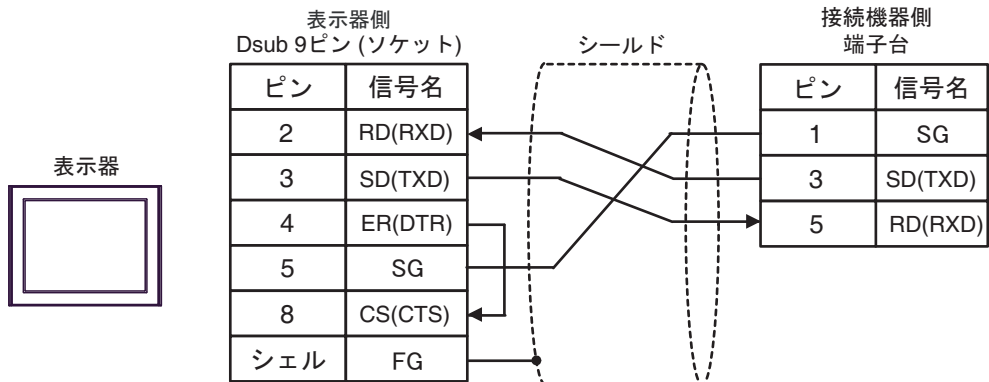 表示器
表示器側
Dsub 9ピン (ソケット)
ピン 信号名
2 RD(RXD)
3 SD(TXD)
4 ER(DTR)
5 SG
8 CS(CTS)
シェル FG
シールド
接続機器側
端子台
ピン 信号名
1 SG
3 SD(TXD)
5 RD(RXD)